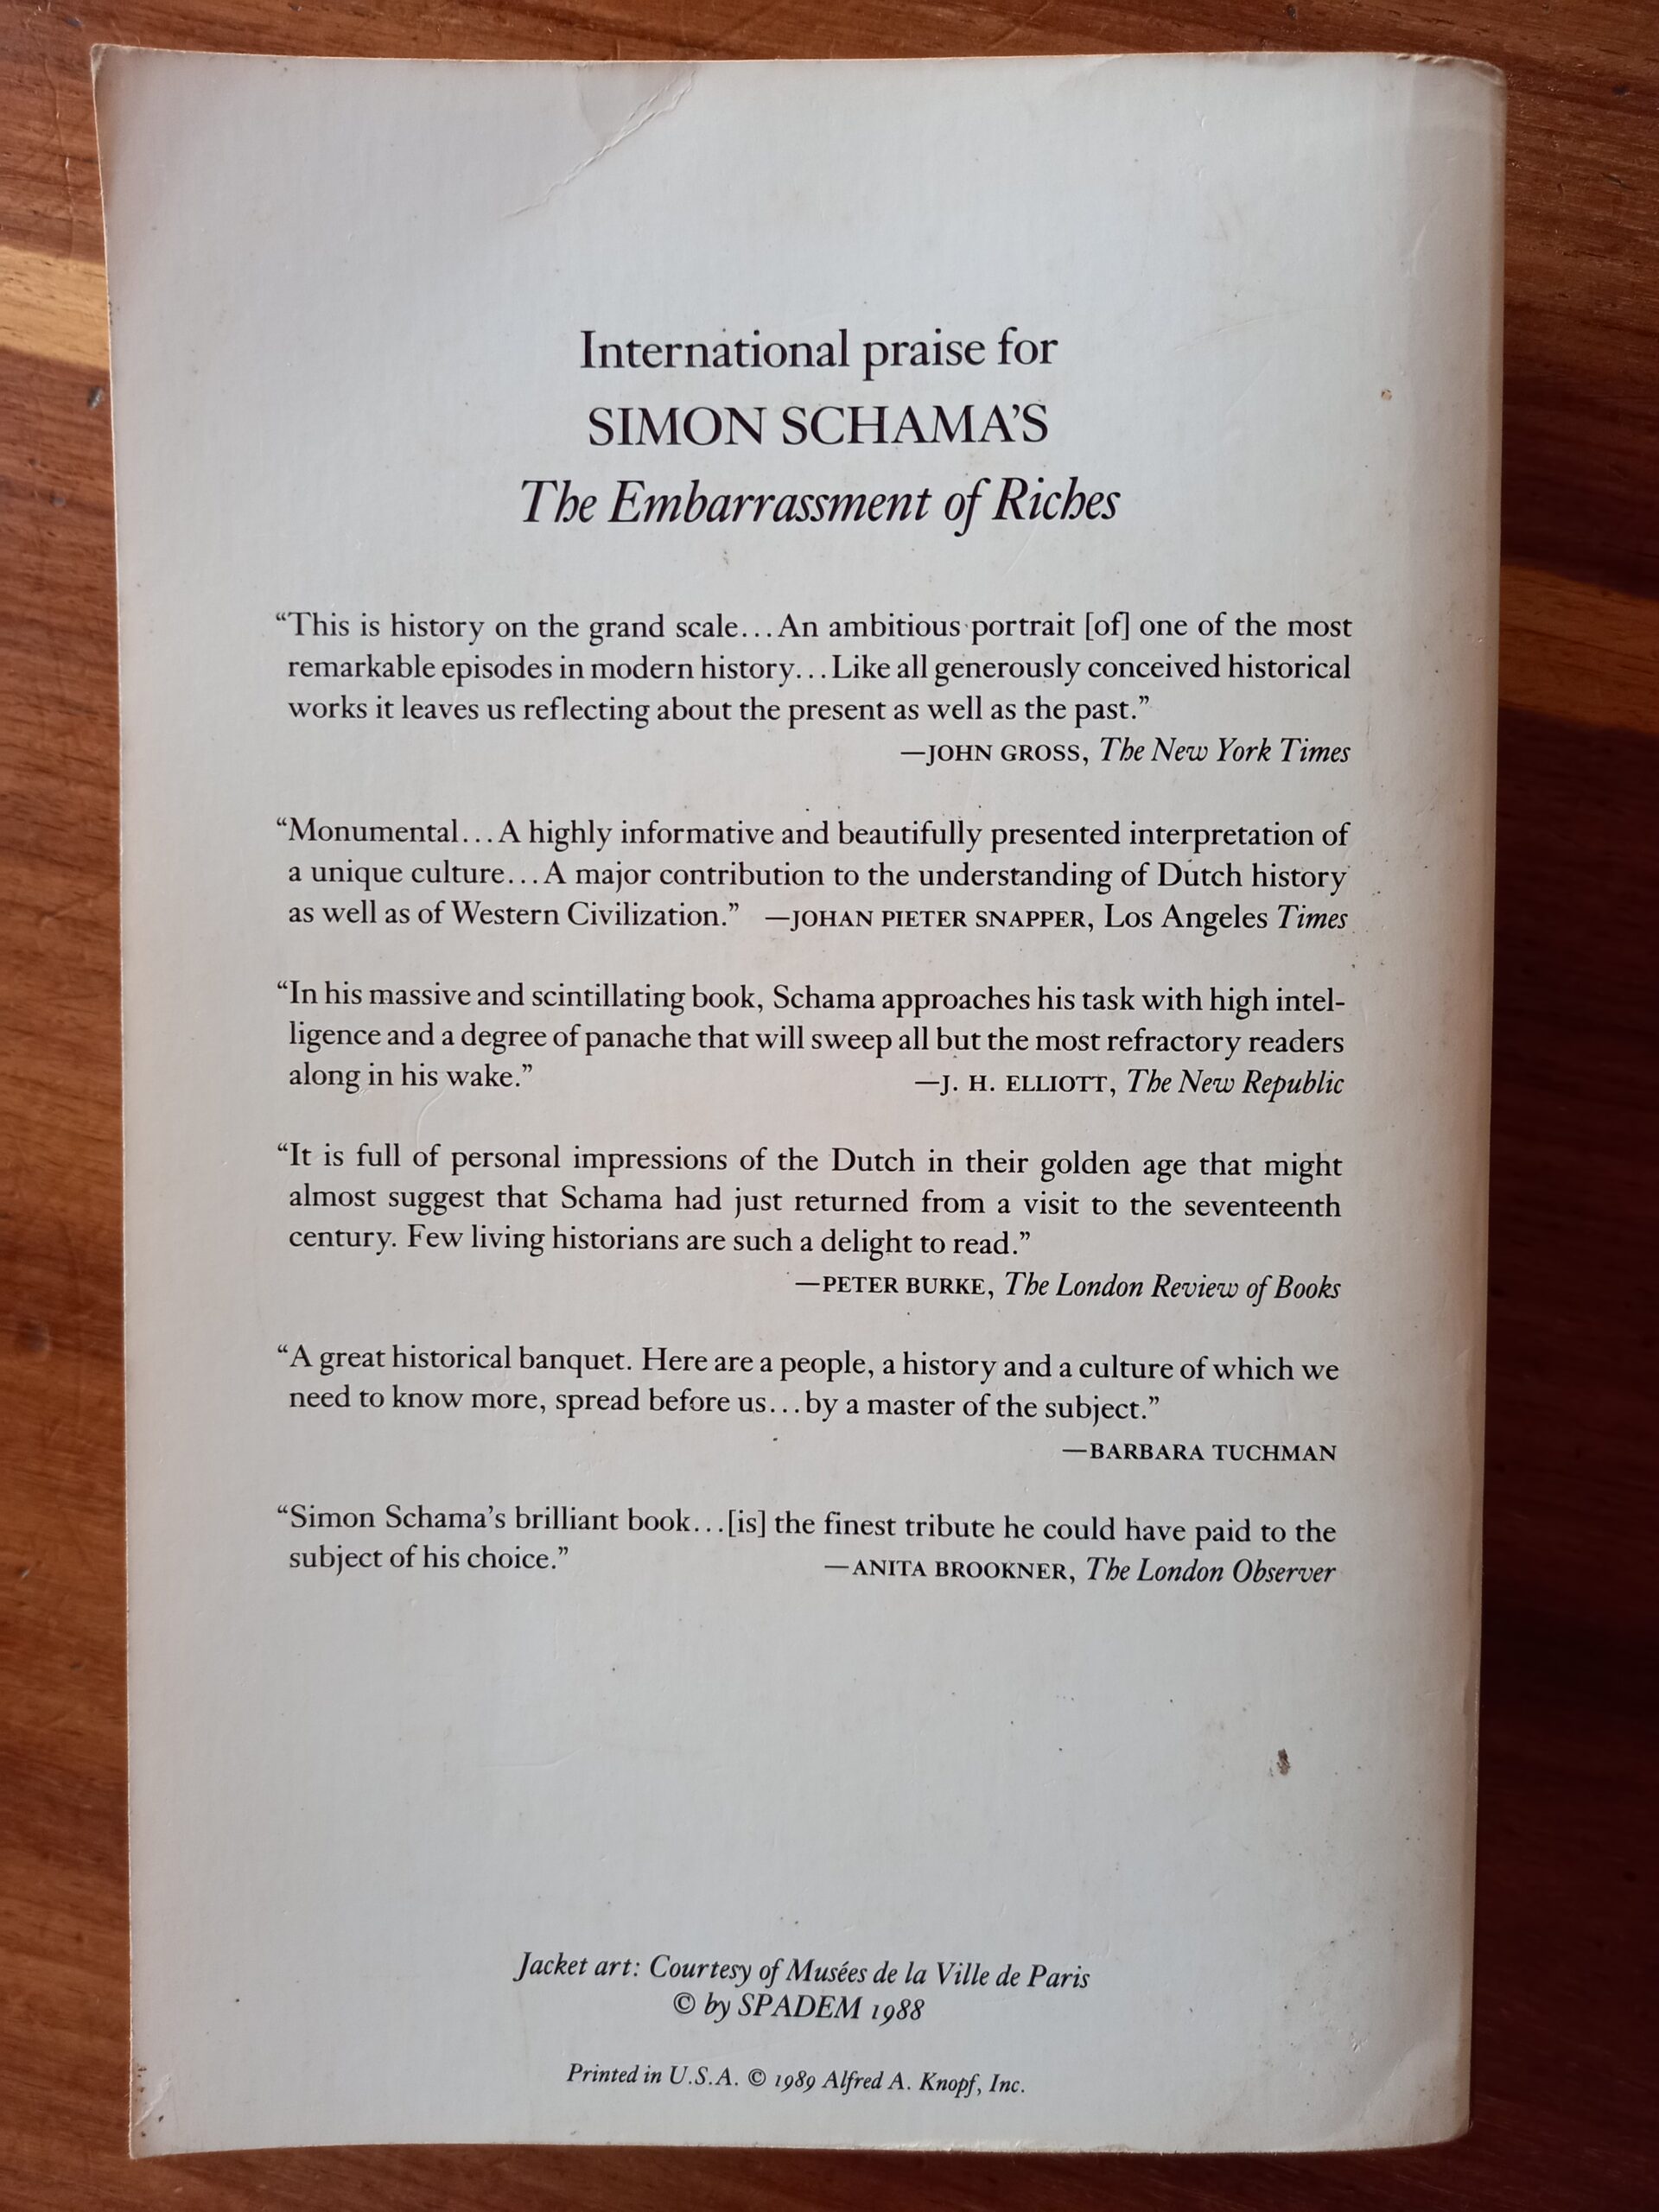 International praise for
SIMON SCHAMA’S
The Embarrassment of Riches
“This is history on the grand scale...An ambitious portrait [of] one of the most
remarkable episodes in modern history...Like all generously conceived historical
works it leaves us reflecting about the present as well as the past.”
—JOHN GROSS, The New York Times
“Monumental...A highly informative and beautifully presented interpretation of
a unique culture...A major contribution to the understanding of Dutch history
as well as of Western Civilization.” —JOHAN PIETER SNAPPER, Los Angeles Times
“In his massive and scintillating book, Schama approaches his task with high intel-
ligence and a degree of panache that will sweep all but the most refractory readers
along in his wake.” —J. H. ELLIOTT, The New Republic
“It is full of personal impressions of the Dutch in their golden age that might
almost suggest that Schama had just returned from a visit to the seventeenth
century. Few living historians are such a delight to read.”
—PETER BURKE, The London Review of Books
“A great historical banquet. Here are a people, a history and a culture of which we
need to know more, spread before us...by a master of the subject.”
—BARBARA TUCHMAN
“Simon Schama’s brilliant book...[is] the finest tribute he could have paid to the
subject of his choice.” —ANITA BROOKNER, The London Observer
Jacket art: Courtesy of Musées de la Ville de Paris
© by SPADEM 1988
Printed in U.S.A. © 1989 Alfred A. Knopf, Inc.